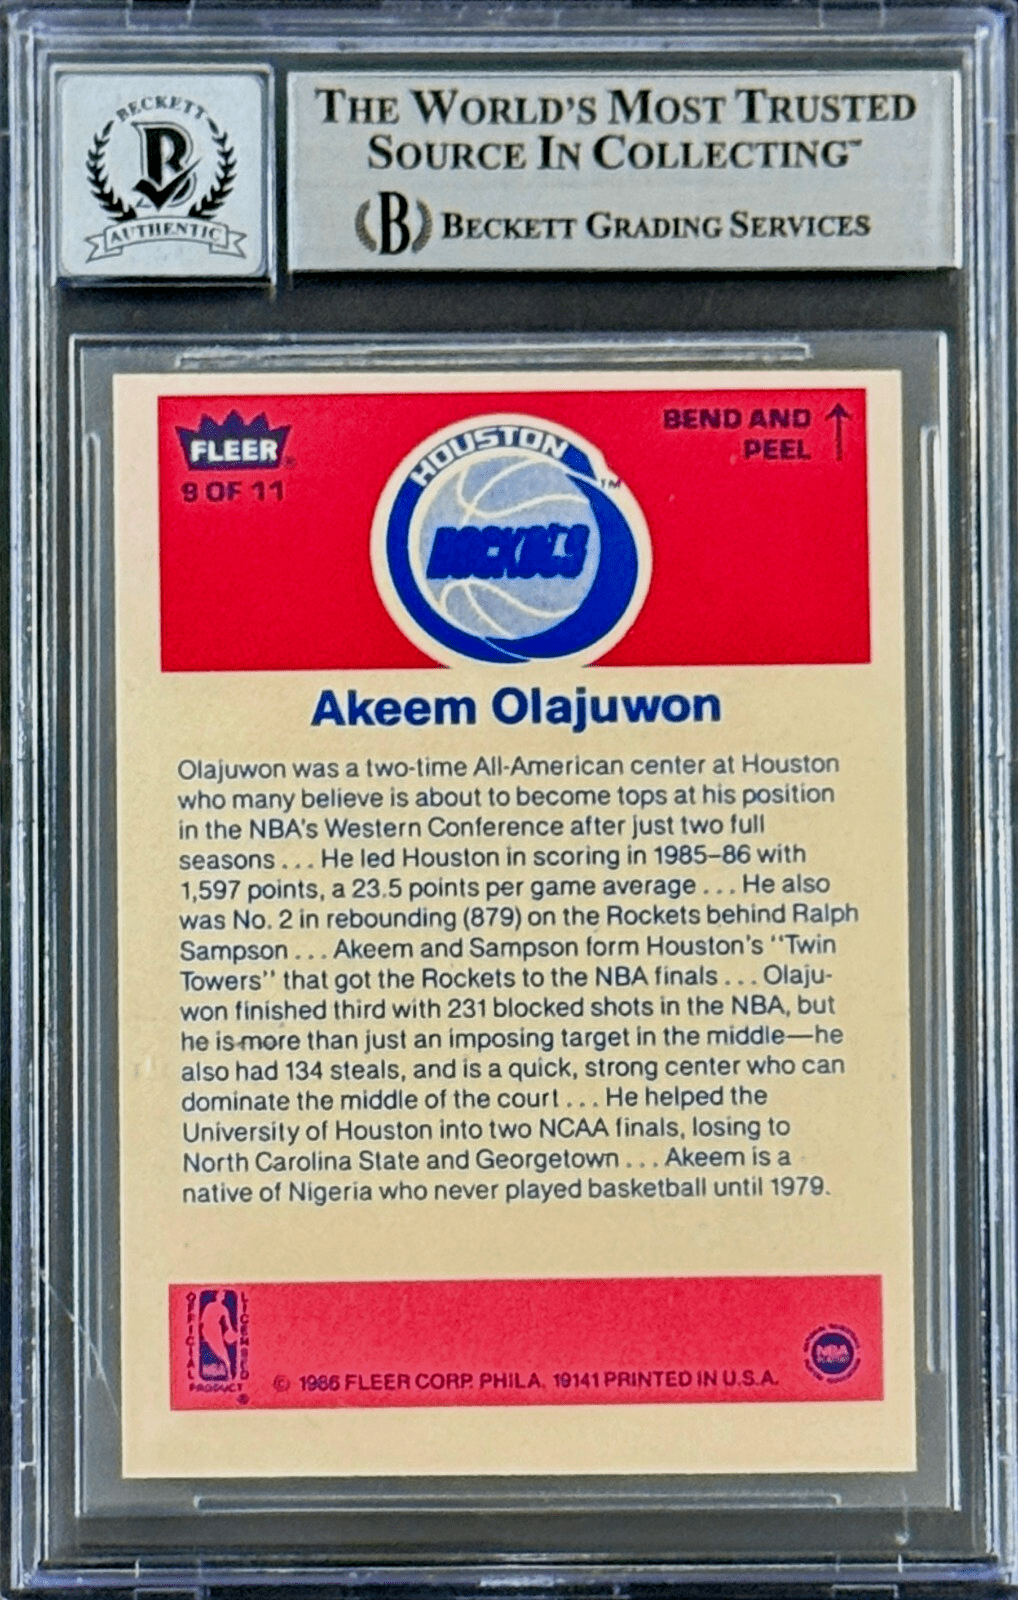 BECKETT
B
AUTHENTIC
THE WORLD'S MOST TRUSTED
SOURCE IN COLLECTING™
B BECKETT GRADING SERVICES
FLEER®
9 OF 11
HOUSTON
ROCKETS
TM
BEND AND
PEEL
Akeem Olajuwon
Olajuwon was a two-time All-American center at Houston
who many believe is about to become tops at his position
in the NBA's Western Conference after just two full
seasons . . . He led Houston in scoring in 1985–86 with
1,597 points, a 23.5 points per game average . . . He also
was No. 2 in rebounding (879) on the Rockets behind Ralph
Sampson . . . Akeem and Sampson form Houston's "Twin
Towers" that got the Rockets to the NBA finals . . . Olaju-
won finished third with 231 blocked shots in the NBA, but
he is more than just an imposing target in the middle—he
also had 134 steals, and is a quick, strong center who can
dominate the middle of the court . . . He helped the
University of Houston into two NCAA finals, losing to
North Carolina State and Georgetown . . . Akeem is a
native of Nigeria who never played basketball until 1979.
OFFICIAL
LICENSED
NBA
PRODUCT
®
© 1986 FLEER CORP. PHILA. 19141 PRINTED IN U.S.A.
NBA